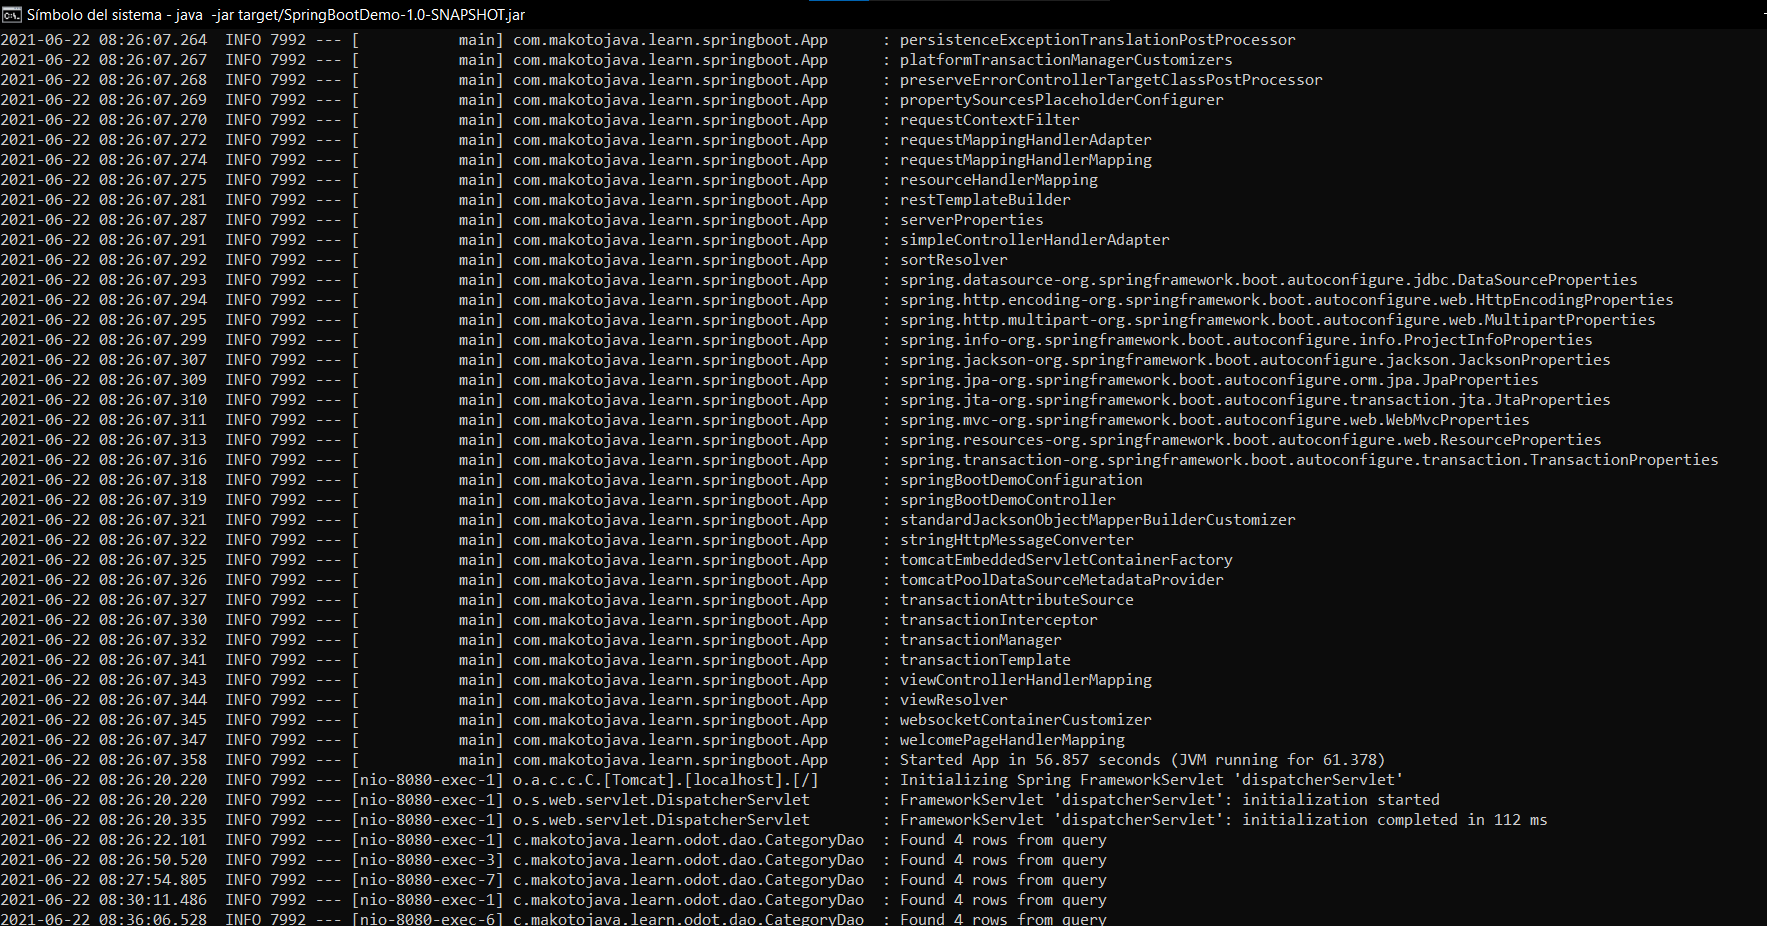 Símbolo del sistema - java  -jar target/SpringBootDemo-1.0-SNAPSHOT.jar
2021-06-22 08:26:07.264  INFO 7992 --- [           main] com.makotojava.learn.springboot.App      : persistenceExceptionTranslationPostProcessor
2021-06-22 08:26:07.267  INFO 7992 --- [           main] com.makotojava.learn.springboot.App      : platformTransactionManagerCustomizers
2021-06-22 08:26:07.268  INFO 7992 --- [           main] com.makotojava.learn.springboot.App      : preserveErrorControllerTargetClassPostProcessor
2021-06-22 08:26:07.269  INFO 7992 --- [           main] com.makotojava.learn.springboot.App      : propertySourcesPlaceholderConfigurer
2021-06-22 08:26:07.270  INFO 7992 --- [           main] com.makotojava.learn.springboot.App      : requestContextFilter
2021-06-22 08:26:07.272  INFO 7992 --- [           main] com.makotojava.learn.springboot.App      : requestMappingHandlerAdapter
2021-06-22 08:26:07.274  INFO 7992 --- [           main] com.makotojava.learn.springboot.App      : requestMappingHandlerMapping
2021-06-22 08:26:07.275  INFO 7992 --- [           main] com.makotojava.learn.springboot.App      : resourceHandlerMapping
2021-06-22 08:26:07.281  INFO 7992 --- [           main] com.makotojava.learn.springboot.App      : restTemplateBuilder
2021-06-22 08:26:07.287  INFO 7992 --- [           main] com.makotojava.learn.springboot.App      : serverProperties
2021-06-22 08:26:07.291  INFO 7992 --- [           main] com.makotojava.learn.springboot.App      : simpleControllerHandlerAdapter
2021-06-22 08:26:07.292  INFO 7992 --- [           main] com.makotojava.learn.springboot.App      : sortResolver
2021-06-22 08:26:07.293  INFO 7992 --- [           main] com.makotojava.learn.springboot.App      : spring.datasource-org.springframework.boot.autoconfigure.jdbc.DataSourceProperties
2021-06-22 08:26:07.294  INFO 7992 --- [           main] com.makotojava.learn.springboot.App      : spring.http.encoding-org.springframework.boot.autoconfigure.web.HttpEncodingProperties
2021-06-22 08:26:07.295  INFO 7992 --- [           main] com.makotojava.learn.springboot.App      : spring.http.multipart-org.springframework.boot.autoconfigure.web.MultipartProperties
2021-06-22 08:26:07.299  INFO 7992 --- [           main] com.makotojava.learn.springboot.App      : spring.info-org.springframework.boot.autoconfigure.info.ProjectInfoProperties
2021-06-22 08:26:07.307  INFO 7992 --- [           main] com.makotojava.learn.springboot.App      : spring.jackson-org.springframework.boot.autoconfigure.jackson.JacksonProperties
2021-06-22 08:26:07.309  INFO 7992 --- [           main] com.makotojava.learn.springboot.App      : spring.jpa-org.springframework.boot.autoconfigure.orm.jpa.JpaProperties
2021-06-22 08:26:07.310  INFO 7992 --- [           main] com.makotojava.learn.springboot.App      : spring.jta-org.springframework.boot.autoconfigure.transaction.jta.JtaProperties
2021-06-22 08:26:07.311  INFO 7992 --- [           main] com.makotojava.learn.springboot.App      : spring.mvc-org.springframework.boot.autoconfigure.web.WebMvcProperties
2021-06-22 08:26:07.313  INFO 7992 --- [           main] com.makotojava.learn.springboot.App      : spring.resources-org.springframework.boot.autoconfigure.web.ResourceProperties
2021-06-22 08:26:07.316  INFO 7992 --- [           main] com.makotojava.learn.springboot.App      : spring.transaction-org.springframework.boot.autoconfigure.transaction.TransactionProperties
2021-06-22 08:26:07.318  INFO 7992 --- [           main] com.makotojava.learn.springboot.App      : springBootDemoConfiguration
2021-06-22 08:26:07.319  INFO 7992 --- [           main] com.makotojava.learn.springboot.App      : springBootDemoController
2021-06-22 08:26:07.321  INFO 7992 --- [           main] com.makotojava.learn.springboot.App      : standardJacksonObjectMapperBuilderCustomizer
2021-06-22 08:26:07.322  INFO 7992 --- [           main] com.makotojava.learn.springboot.App      : stringHttpMessageConverter
2021-06-22 08:26:07.325  INFO 7992 --- [           main] com.makotojava.learn.springboot.App      : tomcatEmbeddedServletContainerFactory
2021-06-22 08:26:07.326  INFO 7992 --- [           main] com.makotojava.learn.springboot.App      : tomcatPoolDataSourceMetadataProvider
2021-06-22 08:26:07.327  INFO 7992 --- [           main] com.makotojava.learn.springboot.App      : transactionAttributeSource
2021-06-22 08:26:07.330  INFO 7992 --- [           main] com.makotojava.learn.springboot.App      : transactionInterceptor
2021-06-22 08:26:07.332  INFO 7992 --- [           main] com.makotojava.learn.springboot.App      : transactionManager
2021-06-22 08:26:07.341  INFO 7992 --- [           main] com.makotojava.learn.springboot.App      : transactionTemplate
2021-06-22 08:26:07.343  INFO 7992 --- [           main] com.makotojava.learn.springboot.App      : viewControllerHandlerMapping
2021-06-22 08:26:07.344  INFO 7992 --- [           main] com.makotojava.learn.springboot.App      : viewResolver
2021-06-22 08:26:07.345  INFO 7992 --- [           main] com.makotojava.learn.springboot.App      : websocketContainerCustomizer
2021-06-22 08:26:07.347  INFO 7992 --- [           main] com.makotojava.learn.springboot.App      : welcomePageHandlerMapping
2021-06-22 08:26:07.358  INFO 7992 --- [           main] com.makotojava.learn.springboot.App      : Started App in 56.857 seconds (JVM running for 61.378)
2021-06-22 08:26:20.220  INFO 7992 --- [nio-8080-exec-1] o.a.c.c.C.[Tomcat].[localhost].[/]       : Initializing Spring FrameworkServlet 'dispatcherServlet'
2021-06-22 08:26:20.220  INFO 7992 --- [nio-8080-exec-1] o.s.web.servlet.DispatcherServlet        : FrameworkServlet 'dispatcherServlet': initialization started
2021-06-22 08:26:20.335  INFO 7992 --- [nio-8080-exec-1] o.s.web.servlet.DispatcherServlet        : FrameworkServlet 'dispatcherServlet': initialization completed in 112 ms
2021-06-22 08:26:22.101  INFO 7992 --- [nio-8080-exec-1] c.makotojava.learn.odot.dao.CategoryDao  : Found 4 rows from query
2021-06-22 08:26:50.520  INFO 7992 --- [nio-8080-exec-3] c.makotojava.learn.odot.dao.CategoryDao  : Found 4 rows from query
2021-06-22 08:27:54.805  INFO 7992 --- [nio-8080-exec-7] c.makotojava.learn.odot.dao.CategoryDao  : Found 4 rows from query
2021-06-22 08:30:11.486  INFO 7992 --- [nio-8080-exec-1] c.makotojava.learn.odot.dao.CategoryDao  : Found 4 rows from query
2021-06-22 08:36:06.528  INFO 7992 --- [nio-8080-exec-6] c.makotojava.learn.odot.dao.CategoryDao  : Found 4 rows from query